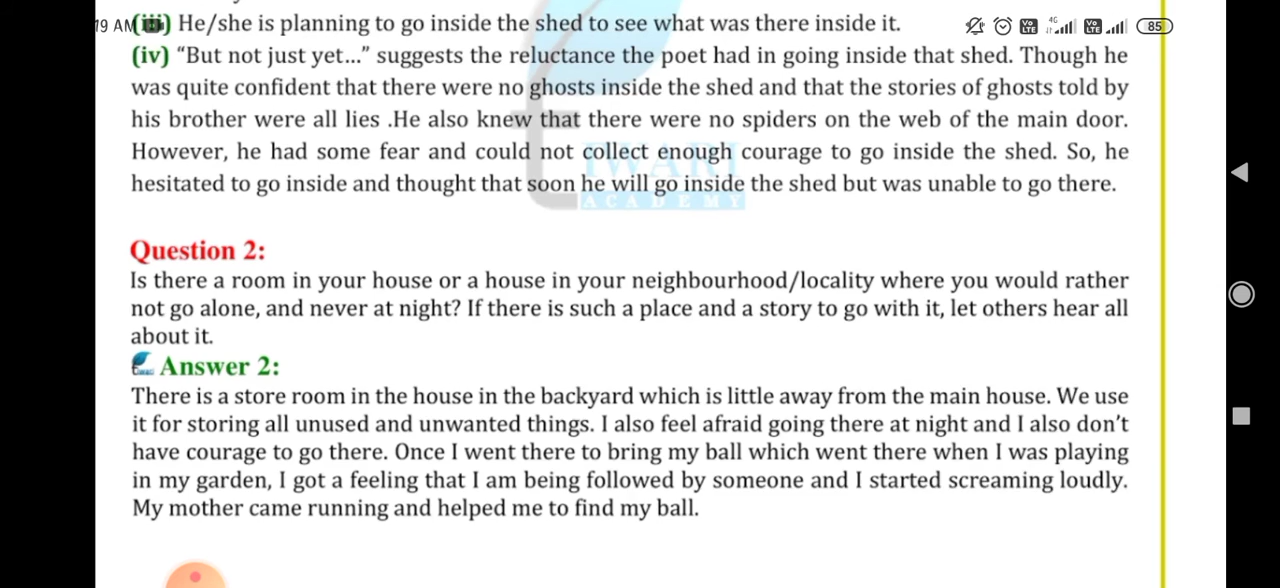 19 AM (iii) He/she is planning to go inside the shed to see what was there inside it. Vo LTE 4G Vo LTE 85
(iv) “But not just yet...” suggests the reluctance the poet had in going inside that shed. Though he
was quite confident that there were no ghosts inside the shed and that the stories of ghosts told by
his brother were all lies .He also knew that there were no spiders on the web of the main door.
However, he had some fear and could not collect enough courage to go inside the shed. So, he
hesitated to go inside and thought that soon he will go inside the shed but was unable to go there.
IWARI
ACADEMY
Question 2:
Is there a room in your house or a house in your neighbourhood/locality where you would rather
not go alone, and never at night? If there is such a place and a story to go with it, let others hear all
about it.
Answer 2:
There is a store room in the house in the backyard which is little away from the main house. We use
it for storing all unused and unwanted things. I also feel afraid going there at night and I also don’t
have courage to go there. Once I went there to bring my ball which went there when I was playing
in my garden, I got a feeling that I am being followed by someone and I started screaming loudly.
My mother came running and helped me to find my ball.